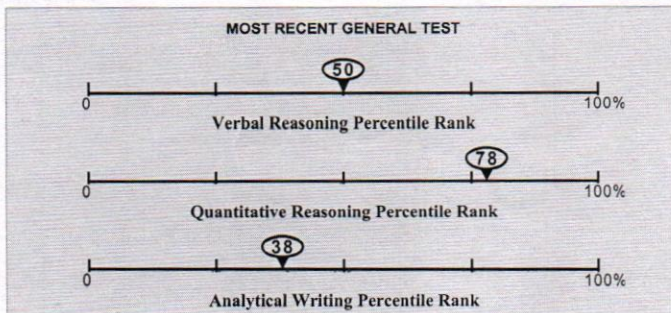 MOST RECENT GENERAL TEST
50
0 100%
Verbal Reasoning Percentile Rank
78
0 100%
Quantitative Reasoning Percentile Rank
38
0 100%
Analytical Writing Percentile Rank